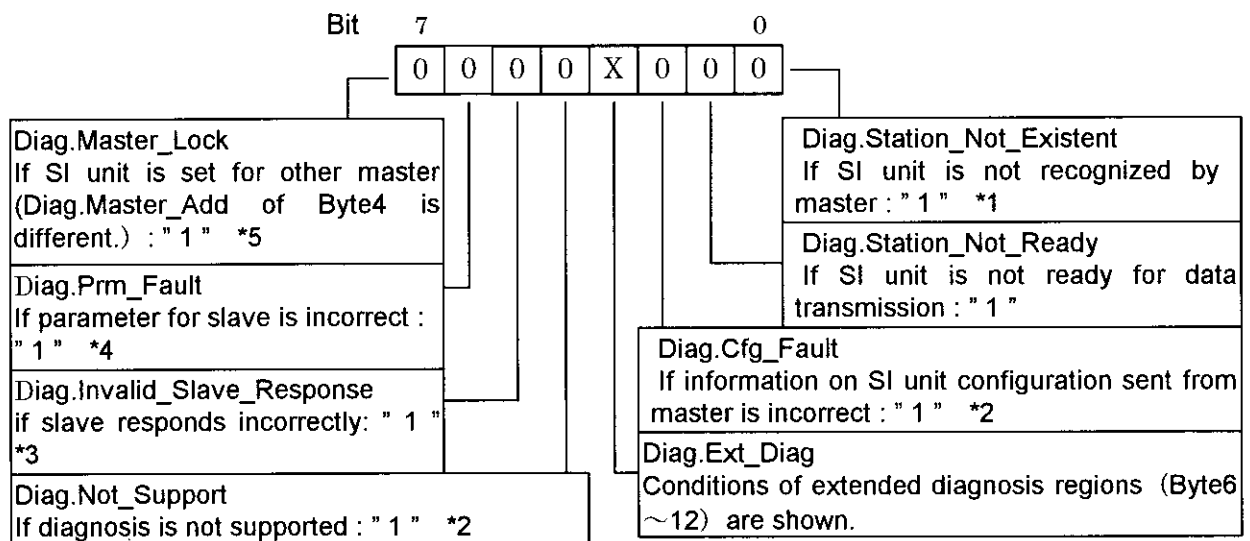 Bit 7 0
0 0 0 0 X 0 0 0
Diag.Master_Lock
If SI unit is set for other master
(Diag.Master_Add of Byte4 is
different.) : ” 1 ” *5
Diag.Prm_Fault
If parameter for slave is incorrect :
” 1 ” *4
Diag.Invalid_Slave_Response
if slave responds incorrectly: ” 1 ”
*3
Diag.Not_Support
If diagnosis is not supported : ” 1 ” *2
Diag.Station_Not_Existent
If SI unit is not recognized by
master : ” 1 ” *1
Diag.Station_Not_Ready
If SI unit is not ready for data
transmission : ” 1 ”
Diag.Cfg_Fault
If information on SI unit configuration sent from
master is incorrect : ” 1 ” *2
Diag.Ext_Diag
Conditions of extended diagnosis regions (Byte6
～12) are shown.